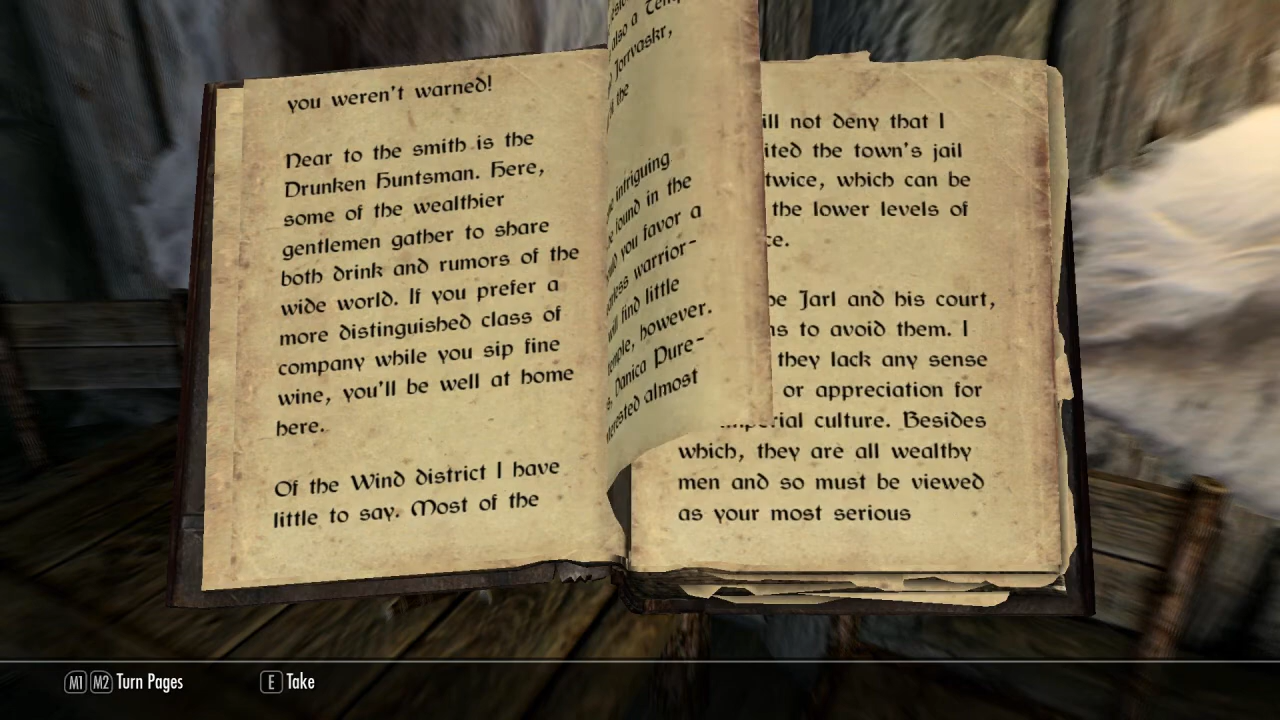 you weren't warned!
Near to the smith is the
Drunken Huntsman. Here,
some of the wealthier
gentlemen gather to share
both drink and rumors of the
wide world. If you prefer a
more distinguished class of
company while you sip fine
wine, you'll be well at home
here.
Of the Wind district I have
little to say. Most of the
also a
Jorrvaskr,
the
intriguing
found in the
you favor a
warrior-
will find little
however.
Danica Pure-
almost
not deny that I
the town's jail
twice, which can be
the lower levels of
Jarl and his court,
to avoid them. I
they lack any sense
or appreciation for
culture. Besides
which, they are all wealthy
men and so must be viewed
as your most serious
M1 M2 Turn Pages
E Take